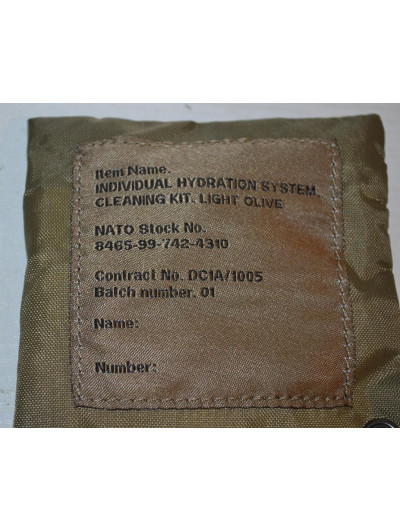 Item Name.
INDIVIDUAL HYDRATION SYSTEM.
CLEANING KIT. LIGHT OLIVE
NATO Stock No.
8465-99-742-4310
Contract No. DC1A/1005
Batch number. 01
Name:
Number: